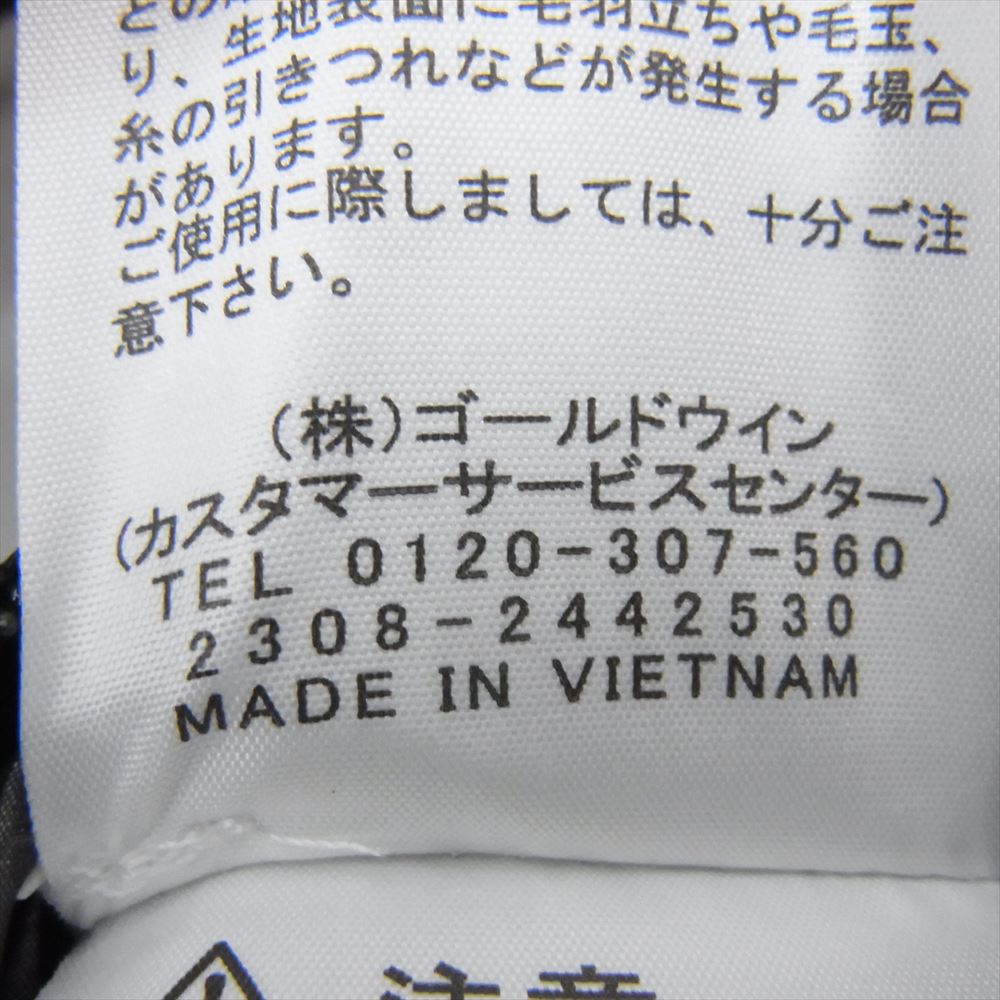 との
生地表面に毛羽立ちや毛玉、
り、
糸の引きつれなどが発生する場合
があります。
ご使用に際しましては、十分ご注
意下さい。
(株)ゴールドウイン
(カスタマーサービスセンター)
TEL 0120-307-560
2308-2442530
MADE IN VIETNAM
注意